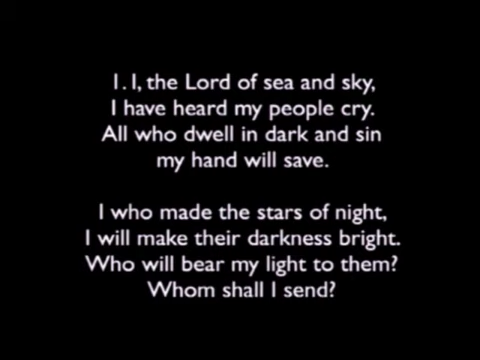 1. I, the Lord of sea and sky,
I have heard my people cry.
All who dwell in dark and sin
my hand will save.
I who made the stars of night,
I will make their darkness bright.
Who will bear my light to them?
Whom shall I send?